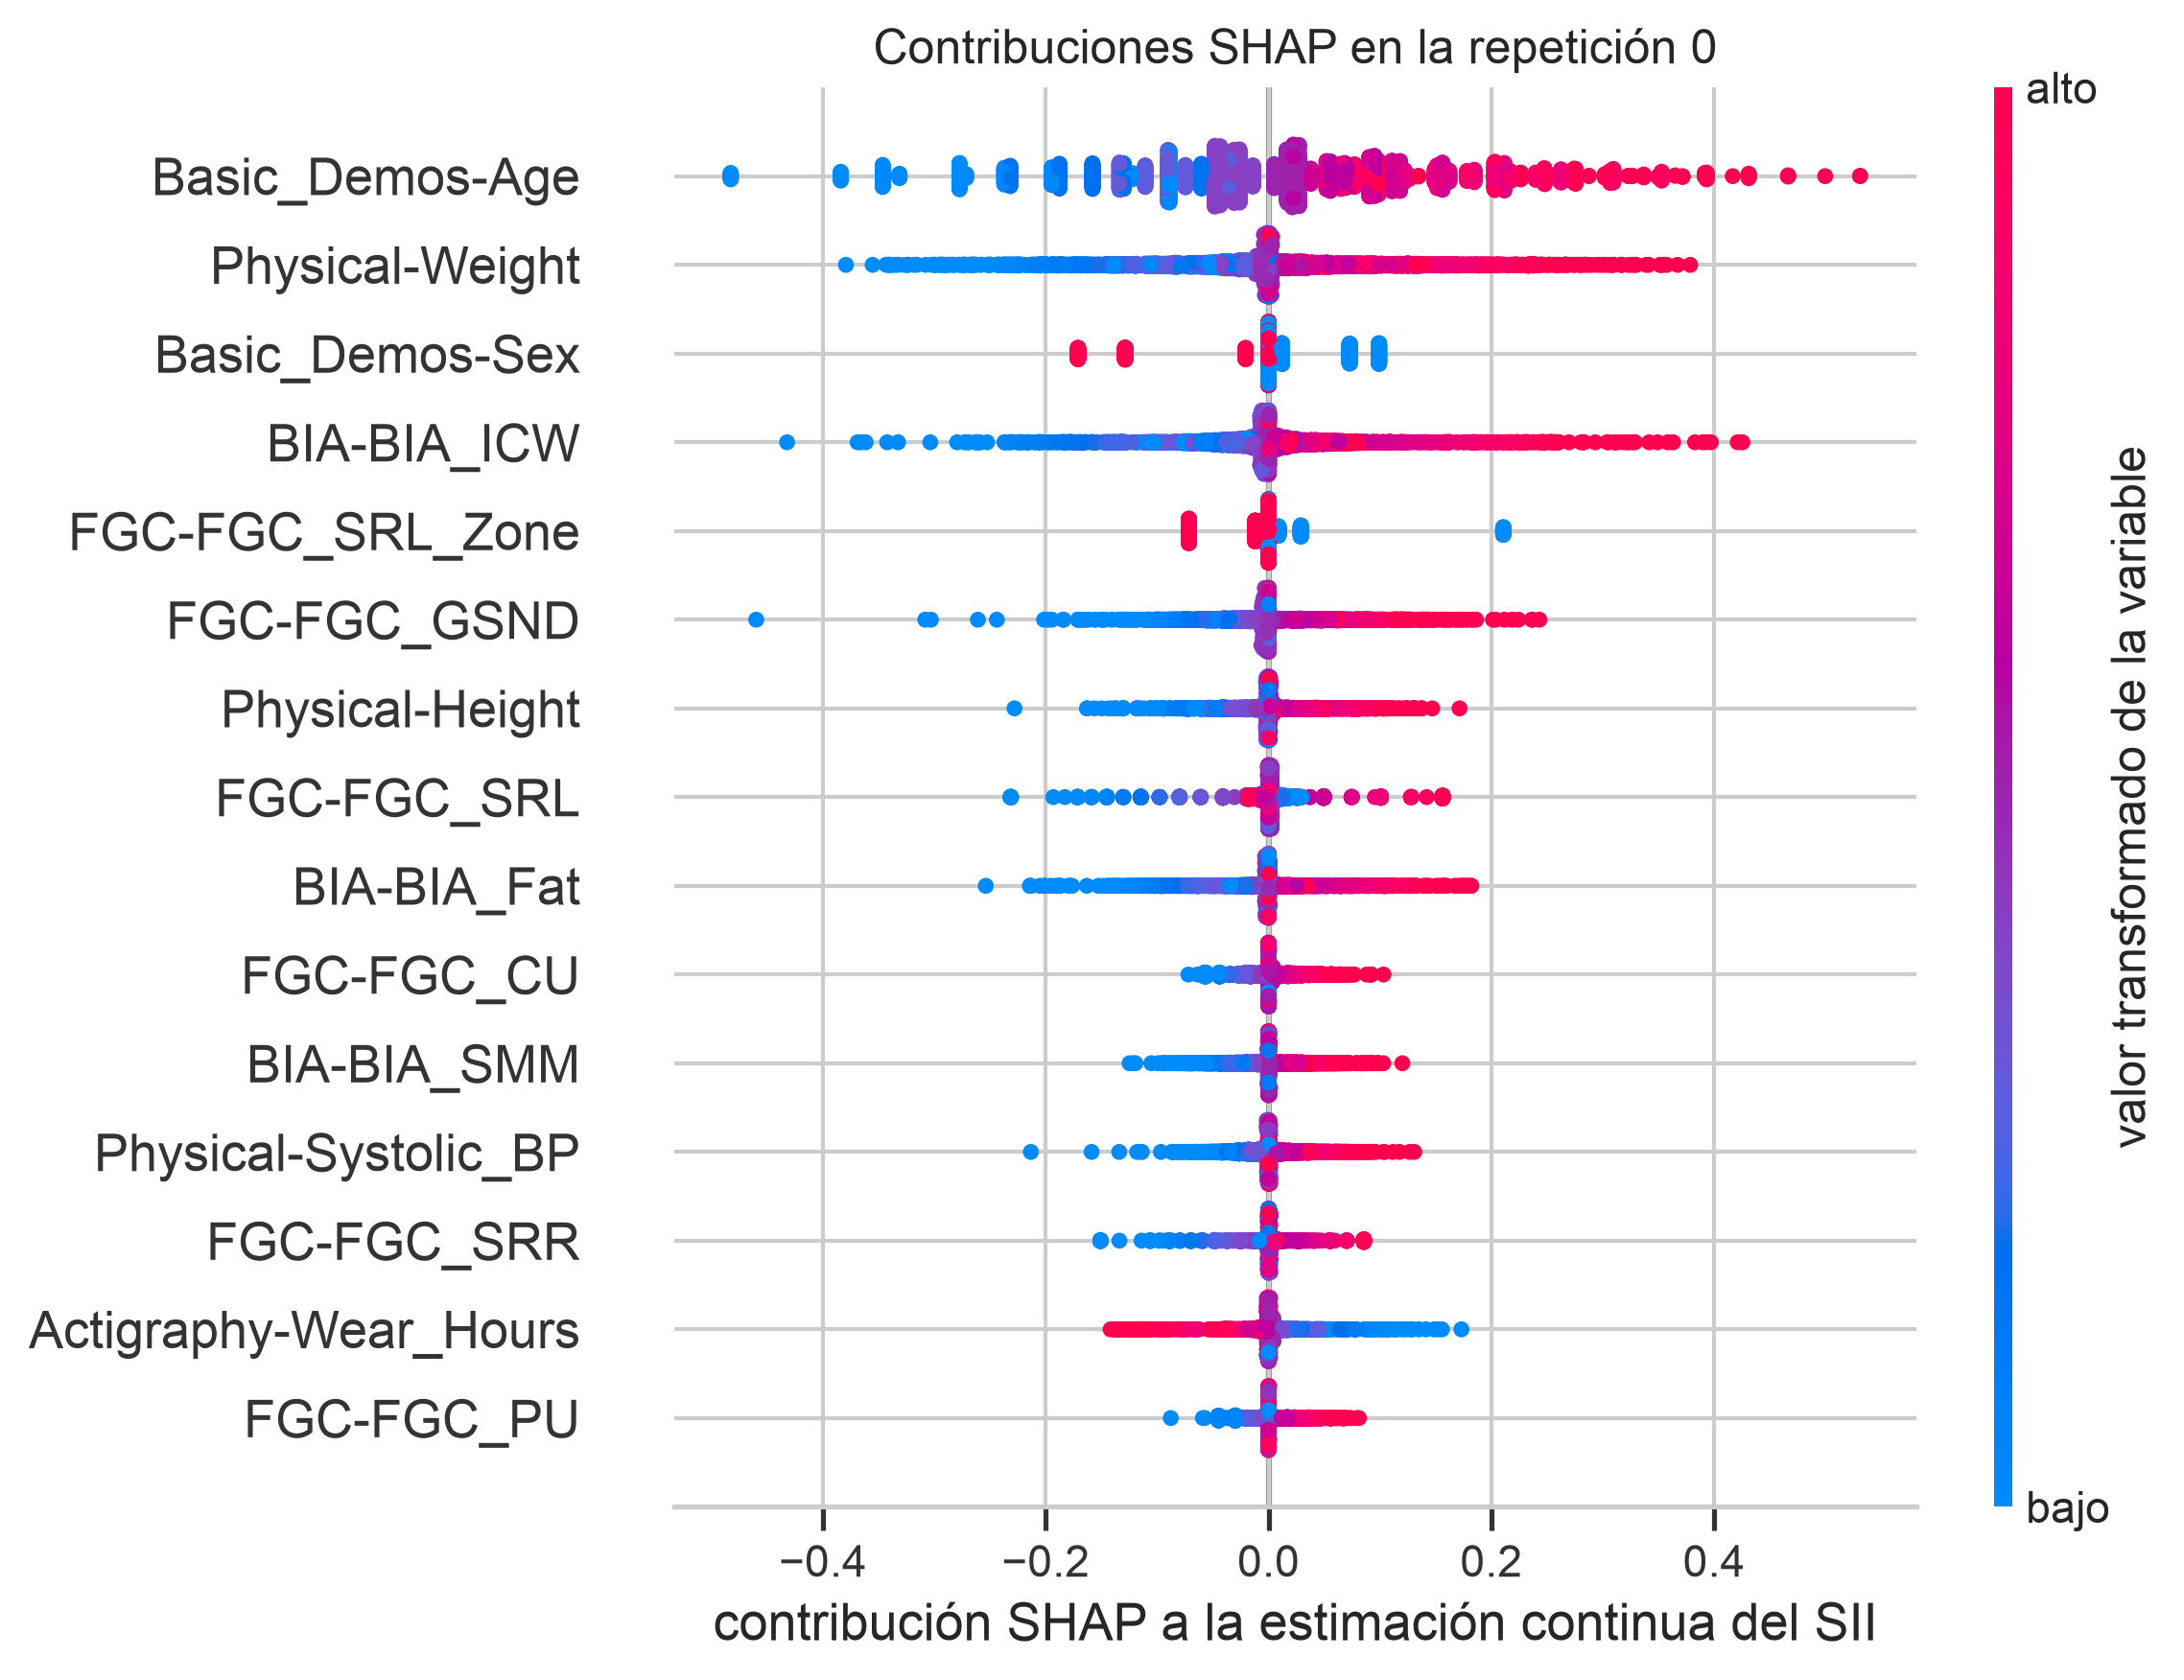 Contribuciones SHAP en la repetición 0
alto
Basic_Demos-Age
Physical-Weight
Basic_Demos-Sex
BIA-BIA_ICW
FGC-FGC_SRL_Zone
FGC-FGC_GSND
Physical-Height
FGC-FGC_SRL
BIA-BIA_Fat
FGC-FGC_CU
BIA-BIA_SMM
Physical-Systolic_BP
FGC-FGC_SRR
Actigraphy-Wear_Hours
FGC-FGC_PU
valor transformado de la variable
bajo
−0.4 −0.2 0.0 0.2 0.4
contribución SHAP a la estimación continua del SII